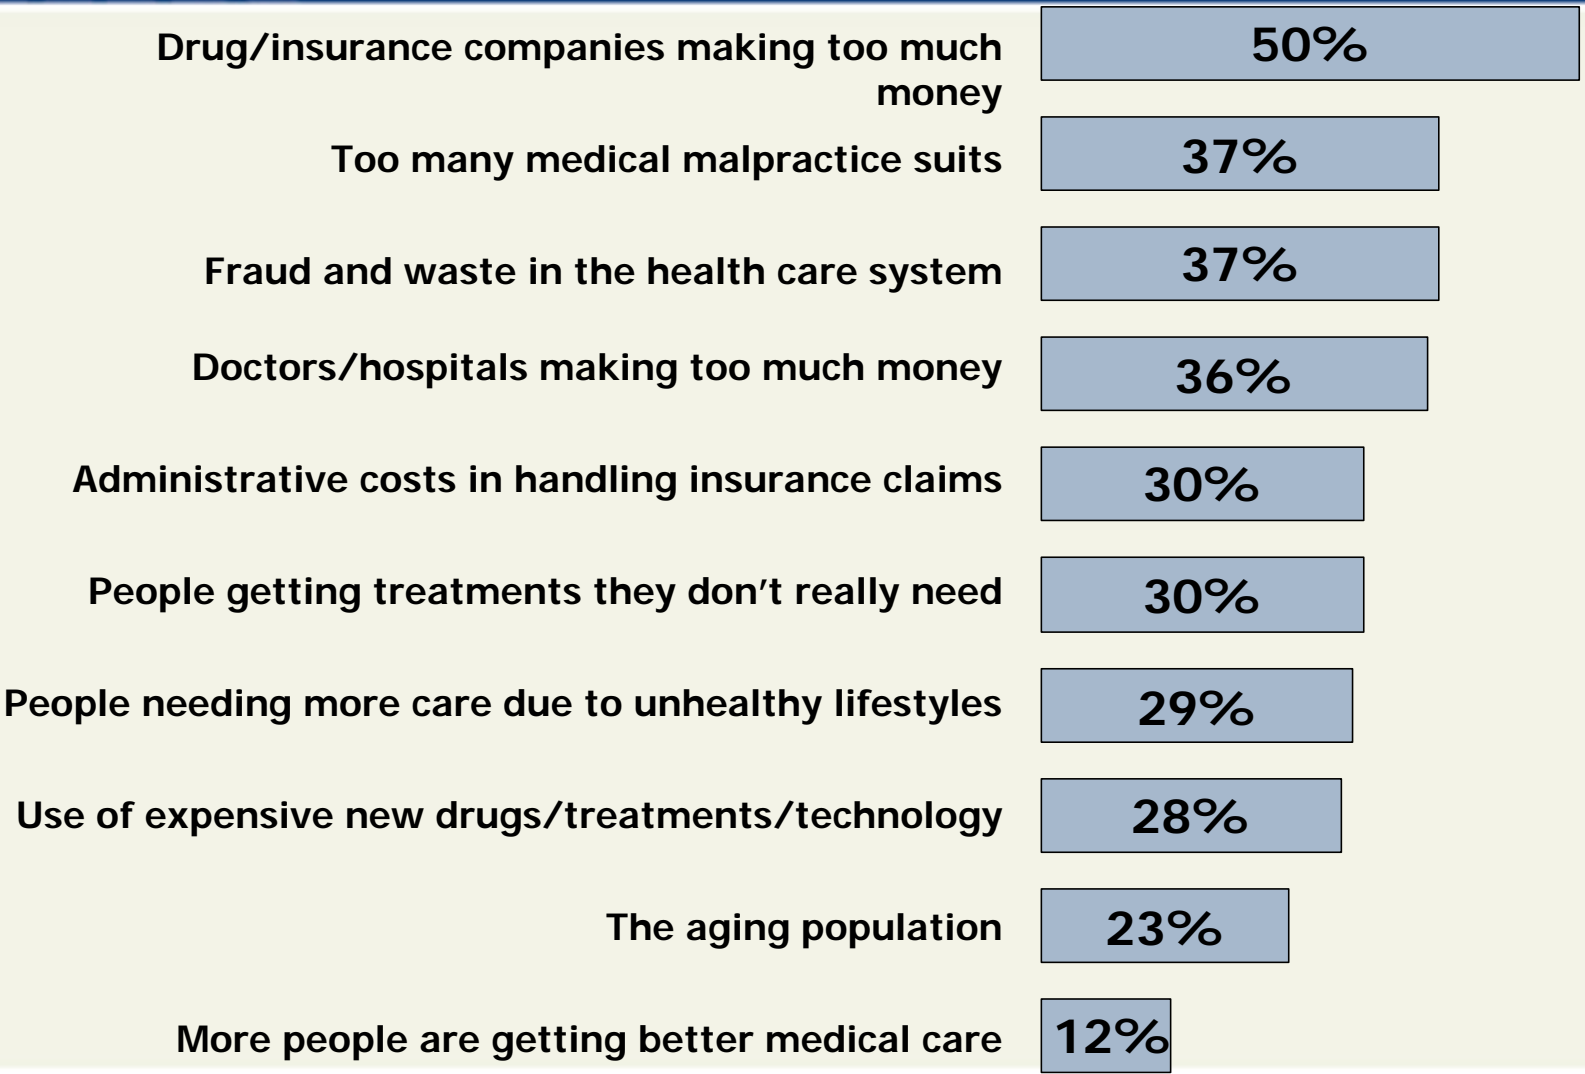 Drug/insurance companies making too much
money
50%
Too many medical malpractice suits
37%
Fraud and waste in the health care system
37%
Doctors/hospitals making too much money
36%
Administrative costs in handling insurance claims
30%
People getting treatments they don’t really need
30%
People needing more care due to unhealthy lifestyles
29%
Use of expensive new drugs/treatments/technology
28%
The aging population
23%
More people are getting better medical care
12%